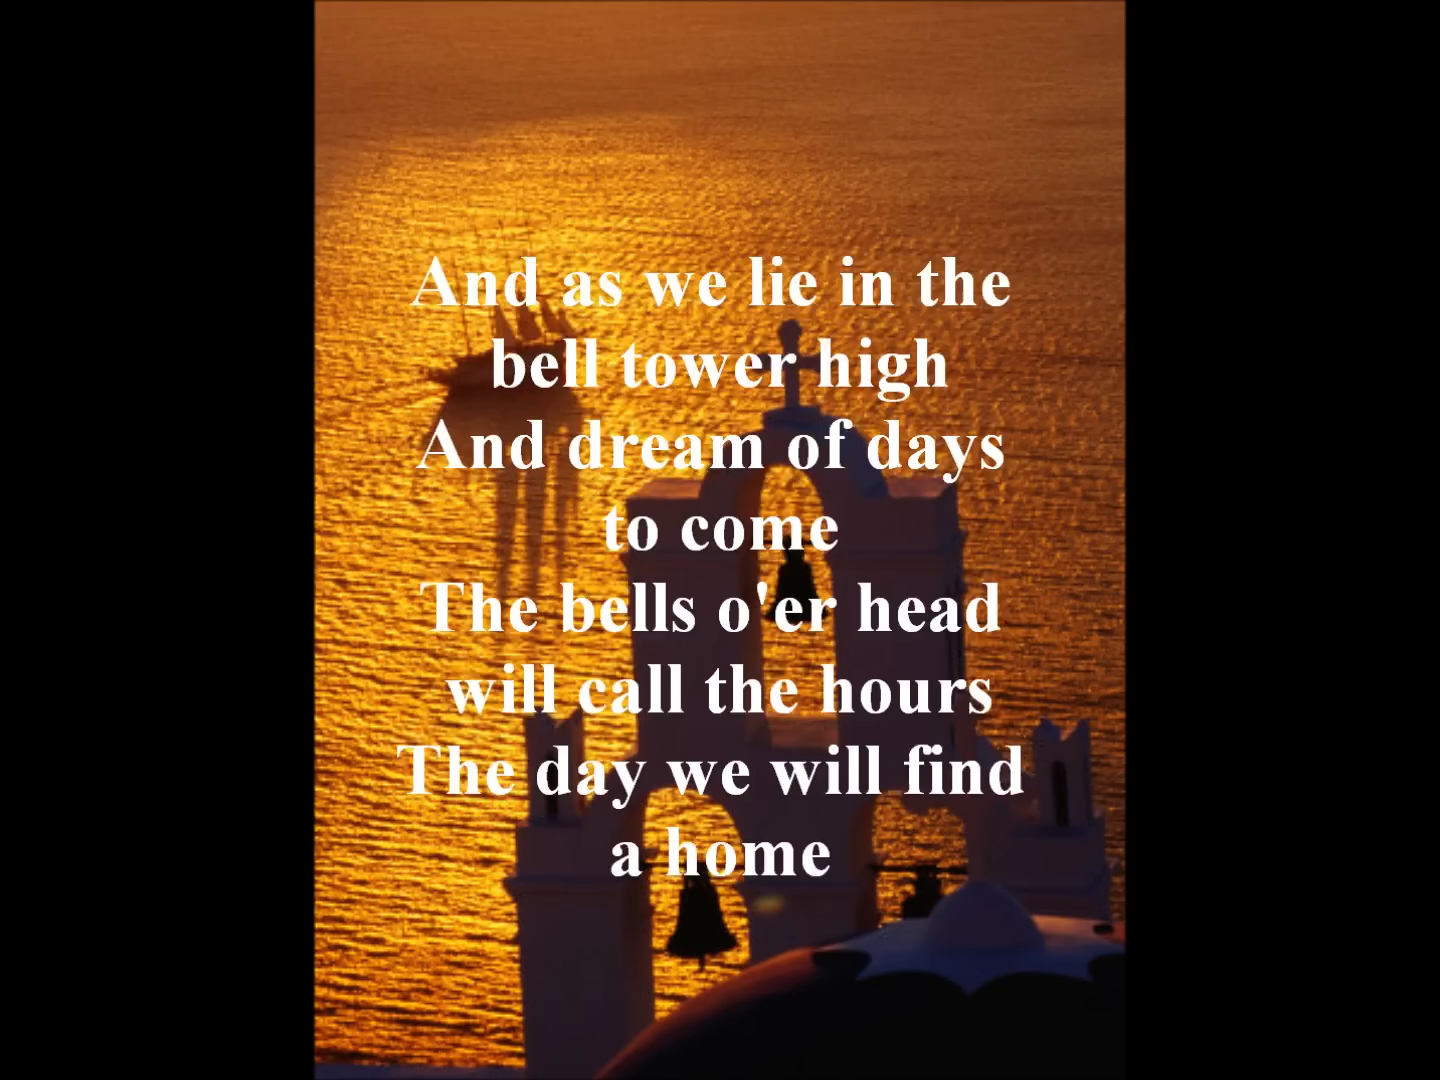 And as we lie in the
bell tower high
And dream of days
to come
The bells o'er head
will call the hours
The day we will find
a home